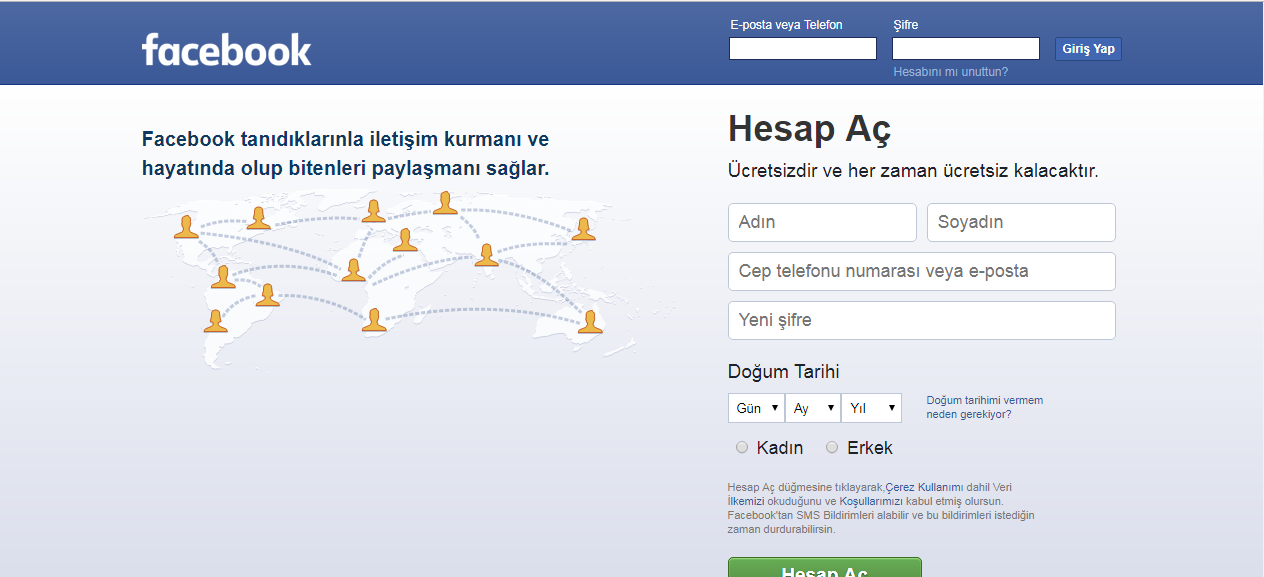 facebook
E-posta veya Telefon
Şifre
Giriş Yap
Hesabını mı unuttun?
Facebook tanıdıklarınla iletişim kurmanı ve
hayatında olup bitenleri paylaşmanı sağlar.
Hesap Aç
Ücretsizdir ve her zaman ücretsiz kalacaktır.
Adın
Soyadın
Cep telefonu numarası veya e-posta
Yeni şifre
Doğum Tarihi
Gün
Ay
Yıl
Doğum tarihimi vermem
neden gerekiyor?
Kadın
Erkek
Hesap Aç düğmesine tıklayarak,Çerez Kullanımı dahil Veri
İlkemizi okuduğunu ve Koşullarımızı kabul etmiş olursun.
Facebook'tan SMS Bildirimleri alabilir ve bu bildirimleri istediğin
zaman durdurabilirsin.
Hesap Aç